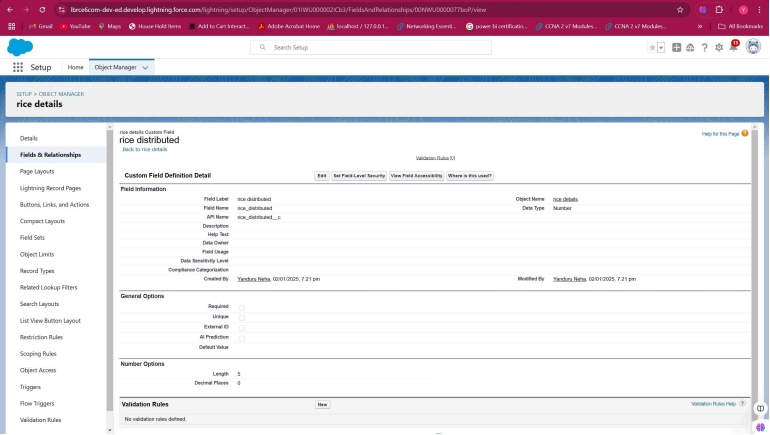 lbrce6com-dev-ed.develop.lightning.force.com/lightning/setup/ObjectManager/01IWU000002ICb3/FieldsAndRelationships/00NWU0000077boP/view
Gmail YouTube Maps House Hold Items Add to Cart Interact... Adobe Acrobat Home localhost / 127.0.0.1... Networking Essenti... power bi certificatio... CCNA 2 v7 Modules... CCNA 2 v7 Modules... » All Bookmarks
Search Setup
Setup Home Object Manager
SETUP > OBJECT MANAGER
rice details
Details
Fields & Relationships
Page Layouts
Lightning Record Pages
Buttons, Links, and Actions
Compact Layouts
Field Sets
Object Limits
Record Types
Related Lookup Filters
Search Layouts
List View Button Layout
Restriction Rules
Scoping Rules
Object Access
Triggers
Flow Triggers
Validation Rules
rice details Custom Field
rice distributed
Back to rice details
Help for this Page
Validation Rules [0]
Custom Field Definition Detail Edit Set Field-Level Security View Field Accessibility Where is this used?
Field Information
Field Label rice distributed Object Name rice details
Field Name rice_distributed Data Type Number
API Name rice_distributed__c
Description
Help Text
Data Owner
Field Usage
Data Sensitivity Level
Compliance Categorization
Created By Yanduru Neha, 02/01/2025, 7:21 pm Modified By Yanduru Neha, 02/01/2025, 7:21 pm
General Options
Required
Unique
External ID
AI Prediction
Default Value
Number Options
Length 5
Decimal Places 0
Validation Rules New Validation Rules Help ?
No validation rules defined.